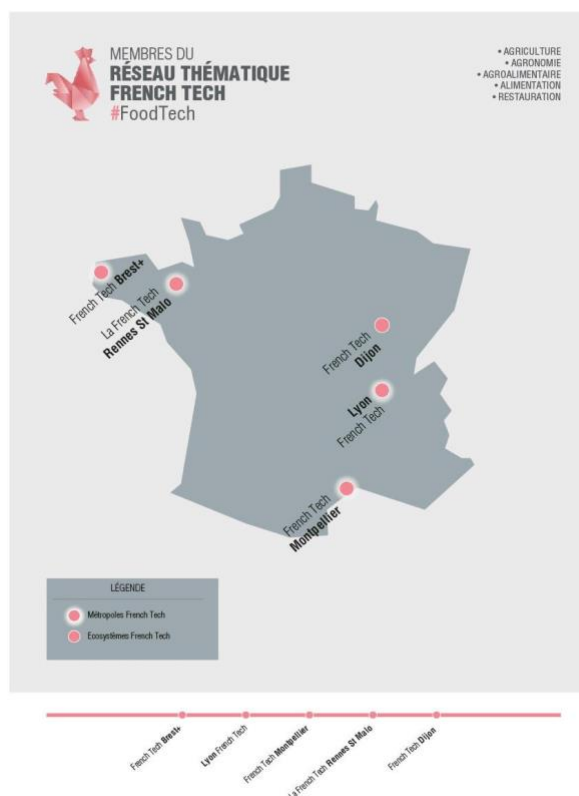 MEMBRES DU
RÉSEAU THÉMATIQUE
FRENCH TECH
#FoodTech
• AGRICULTURE
• AGRONOMIE
• AGROALIMENTAIRE
• ALIMENTATION
• RESTAURATION
French Tech Brest+
La French Tech
Rennes St Malo
French Tech
Dijon
Lyon
French Tech
French Tech
Montpellier
LÉGENDE
Métropoles French Tech
Ecosystèmes French Tech
French Tech Brest+
Lyon French Tech
French Tech Montpellier
La French Tech Rennes St Malo
French Tech Dijon